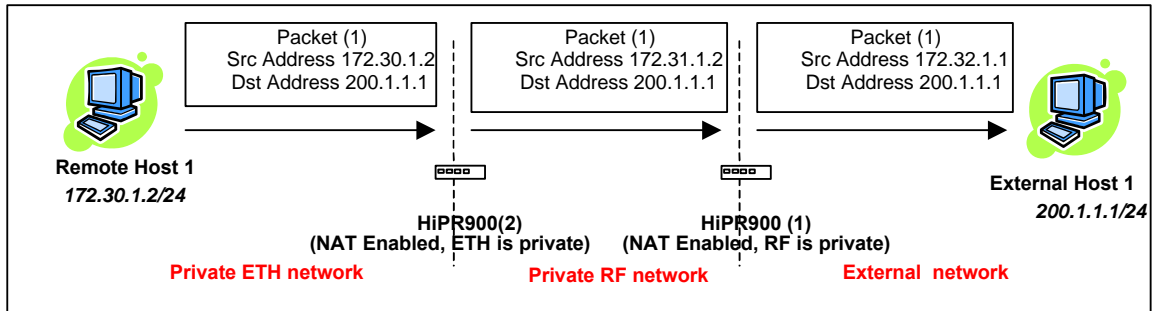 Packet (1)
Src Address 172.30.1.2
Dst Address 200.1.1.1
Packet (1)
Src Address 172.31.1.2
Dst Address 200.1.1.1
Packet (1)
Src Address 172.32.1.1
Dst Address 200.1.1.1
Remote Host 1
172.30.1.2/24
External Host 1
200.1.1.1/24
HiPR900(2)
(NAT Enabled, ETH is private)
HiPR900 (1)
(NAT Enabled, RF is private)
Private ETH network
Private RF network
External network